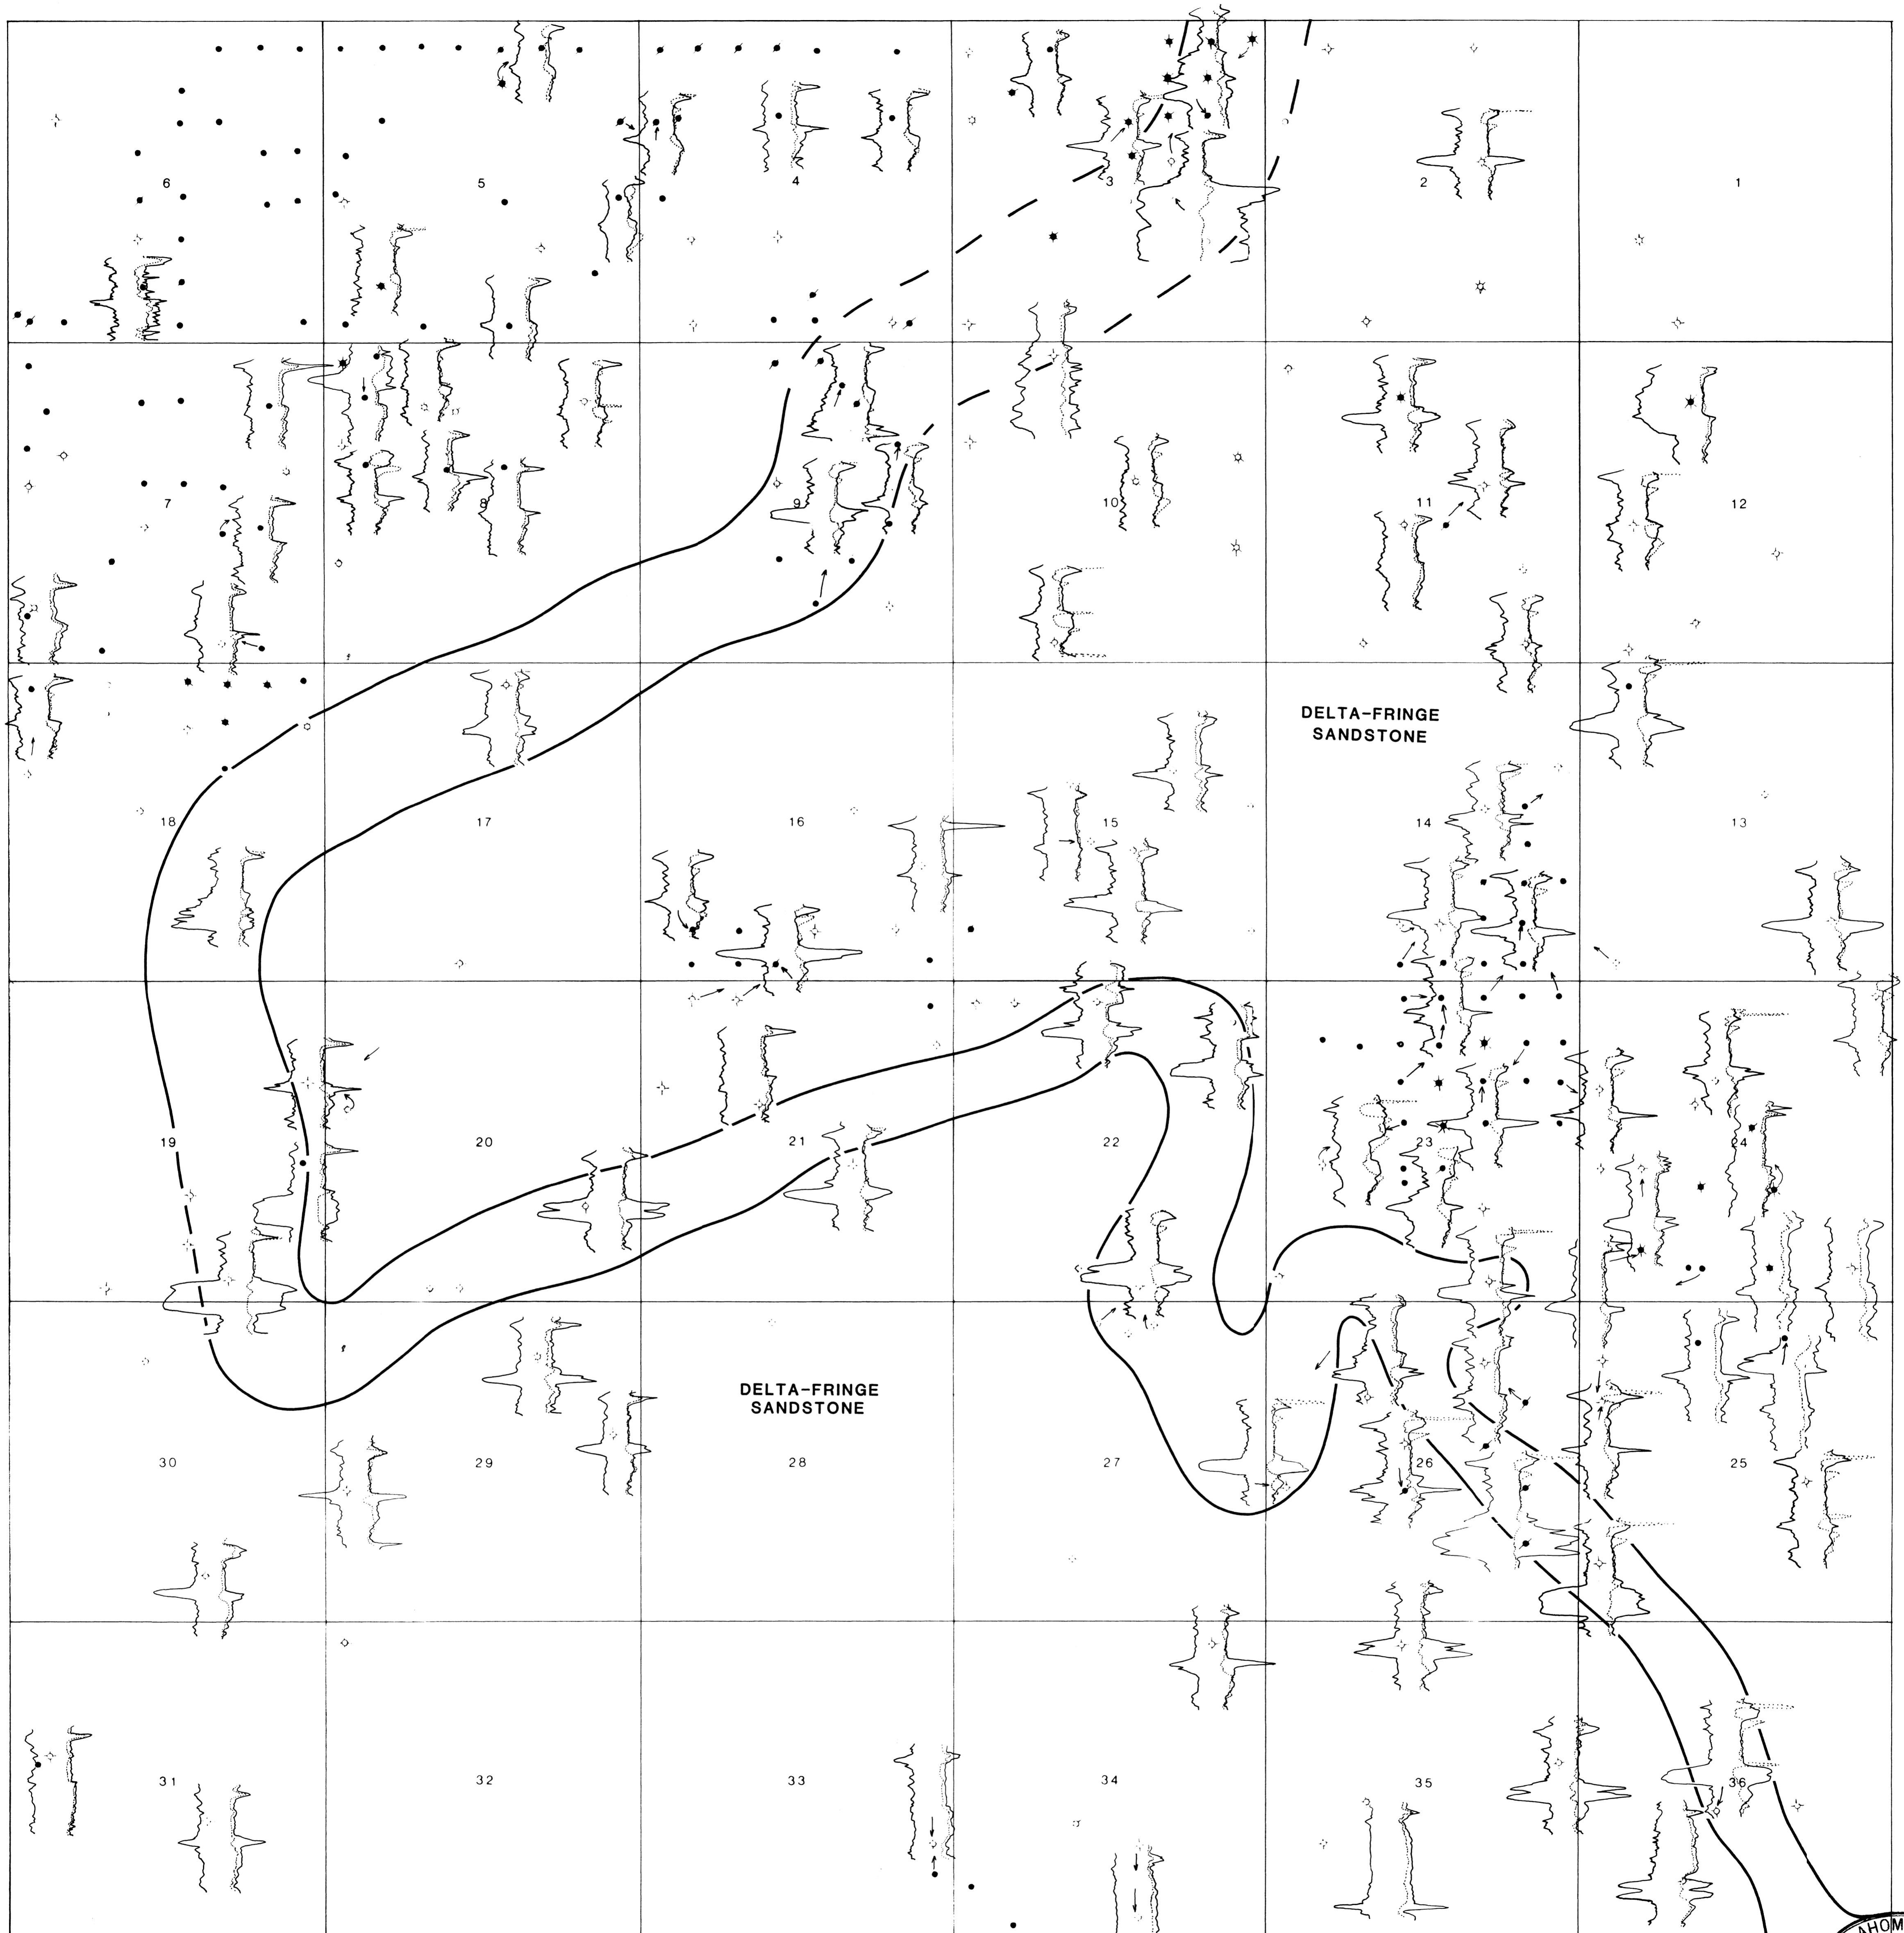 6 5 4 3 2 1
7 8 9 10 11 12
DELTA-FRINGE
SANDSTONE
18 17 16 15 14 13
19 20 21 22 23 24
DELTA-FRINGE
SANDSTONE
30 29 28 27 26 25
31 32 33 34 35 36
AHOM